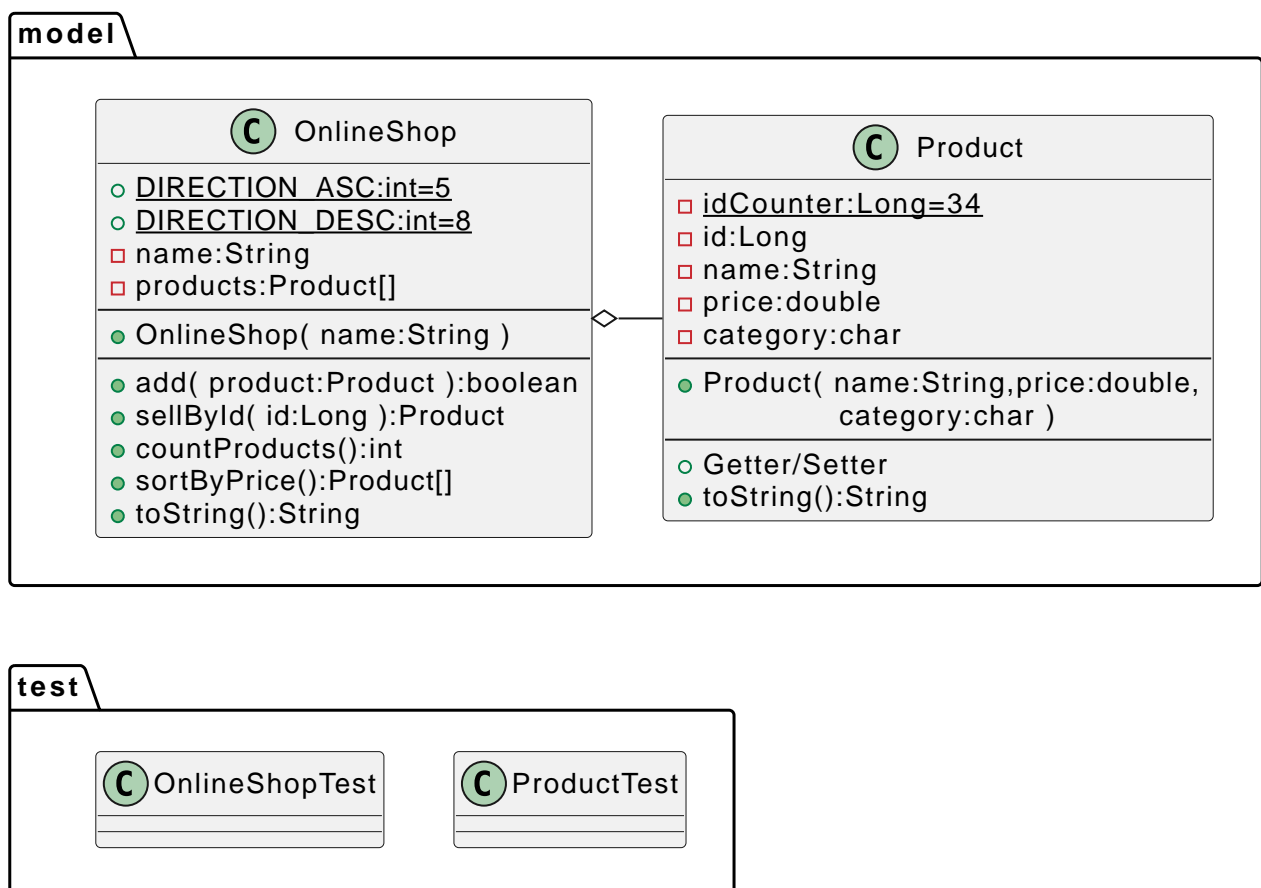 model
C OnlineShop
DIRECTION_ASC:int=5
DIRECTION_DESC:int=8
name:String
products:Product[]
OnlineShop( name:String )
add( product:Product ):boolean
sellById( id:Long ):Product
countProducts():int
sortByPrice():Product[]
toString():String
C Product
idCounter:Long=34
id:Long
name:String
price:double
category:char
Product( name:String,price:double,
category:char )
Getter/Setter
toString():String
test
C OnlineShopTest
C ProductTest